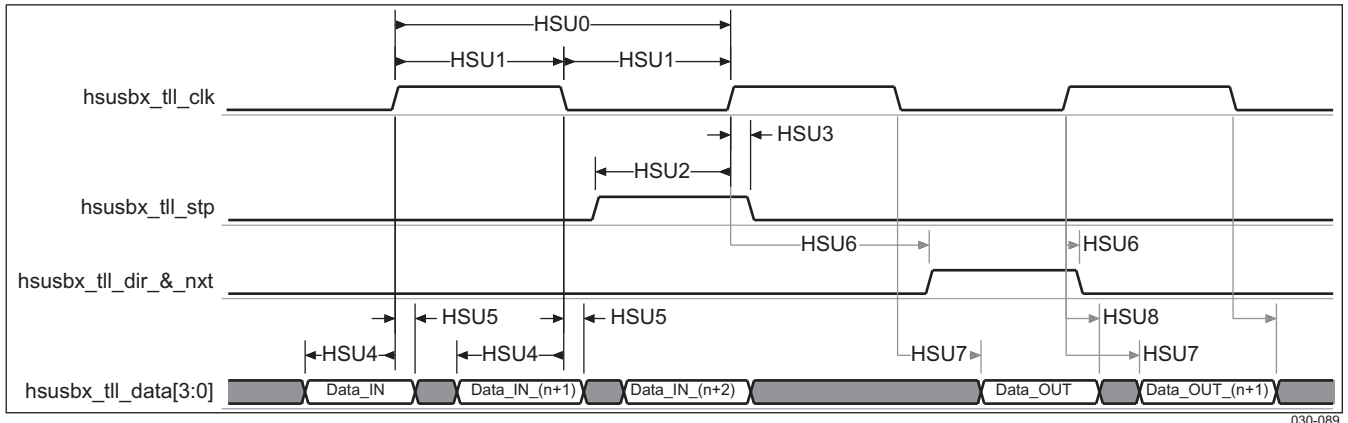 HSU0
HSU1 HSU1
hsusbx_tll_clk
HSU3
HSU2
hsusbx_tll_stp
HSU6 HSU6
hsusbx_tll_dir_&_nxt
HSU5 HSU5 HSU8
HSU4 HSU4 HSU7 HSU7
hsusbx_tll_data[3:0] Data_IN Data_IN_(n+1) Data_IN_(n+2) Data_OUT Data_OUT_(n+1)
030-089